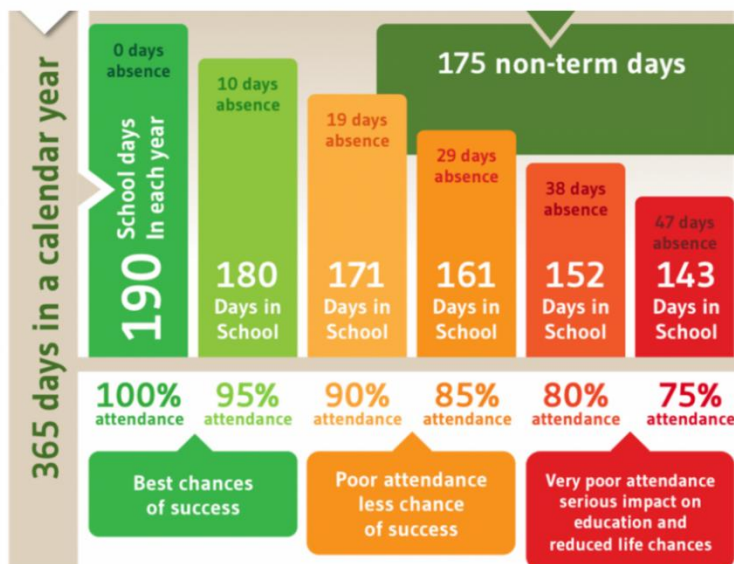 365 days in a calendar year
175 non-term days
0 days
absence
190
School days
In each year
10 days
absence
180
Days in
School
19 days
absence
171
Days in
School
29 days
absence
161
Days in
School
38 days
absence
152
Days in
School
47 days
absence
143
Days in
School
100%
attendance
95%
attendance
90%
attendance
85%
attendance
80%
attendance
75%
attendance
Best chances
of success
Poor attendance
less chance
of success
Very poor attendance
serious impact on
education and
reduced life chances